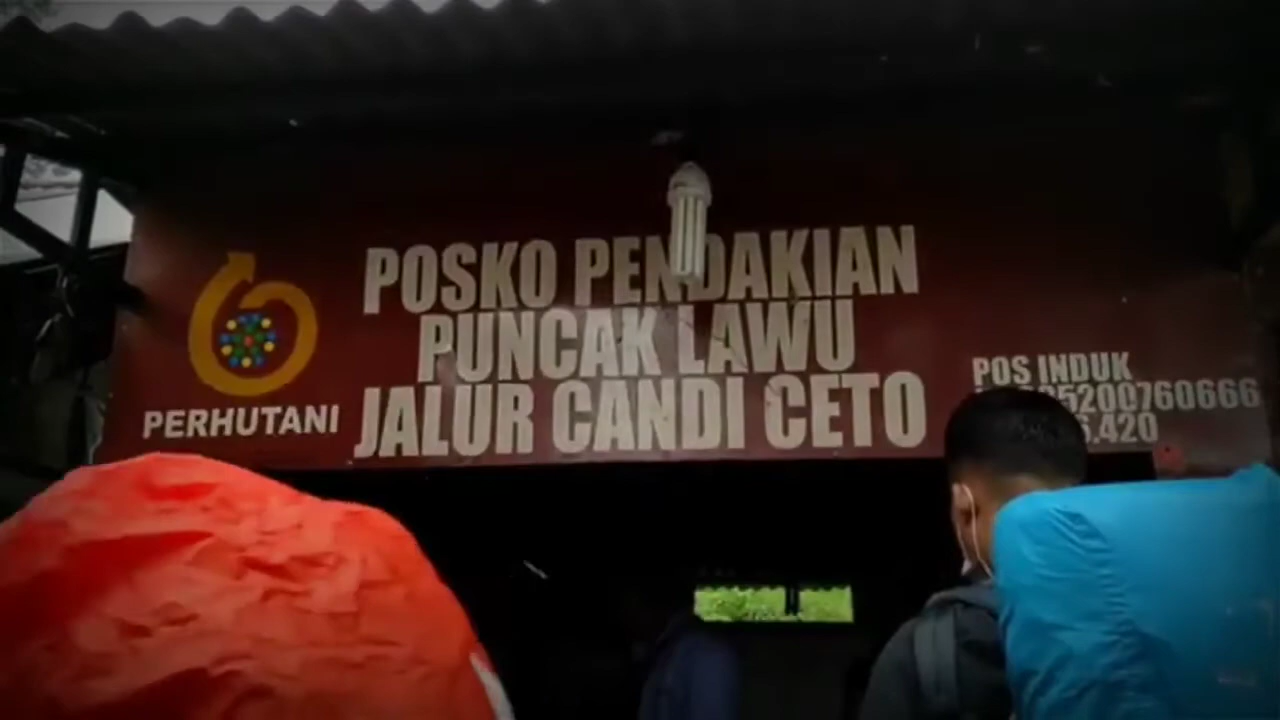 POSKO PENDAKIAN
PUNCAK LAWU
JALUR CANDI CETO
PERHUTANI
POS INDUK